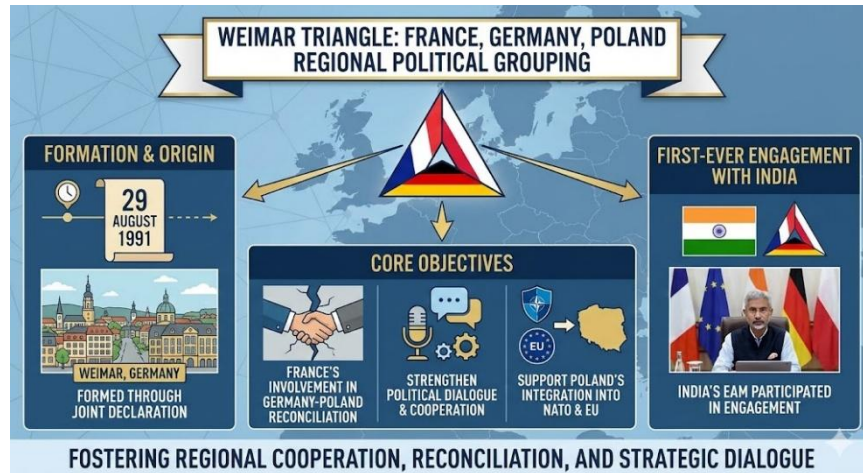 WEIMAR TRIANGLE: FRANCE, GERMANY, POLAND
REGIONAL POLITICAL GROUPING
FORMATION & ORIGIN
29
AUGUST
1991
WEIMAR, GERMANY
FORMED THROUGH
JOINT DECLARATION
CORE OBJECTIVES
FRANCE'S
INVOLVEMENT IN
GERMANY-POLAND
RECONCILIATION
STRENGTHEN
POLITICAL DIALOGUE
& COOPERATION
EU
SUPPORT POLAND'S
INTEGRATION INTO
NATO & EU
FIRST-EVER ENGAGEMENT
WITH INDIA
INDIA'S EAM PARTICIPATED
IN ENGAGEMENT
FOSTERING REGIONAL COOPERATION, RECONCILIATION, AND STRATEGIC DIALOGUE